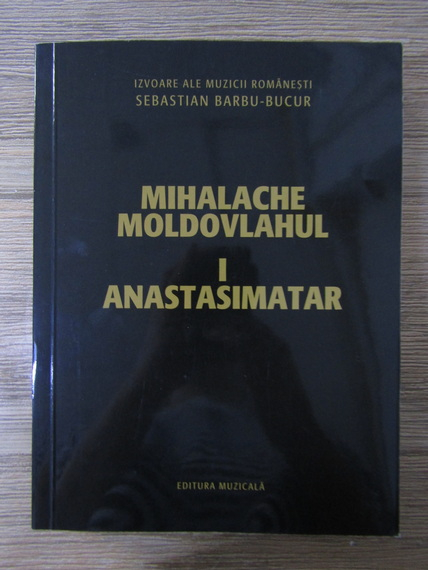 IZVOARE ALE MUZICII ROMÂNEȘTI
SEBASTIAN BARBU-BUCUR
MIHALACHE
MOLDOVLAHUL
I
ANASTASIMATAR
EDITURA MUZICALĂ